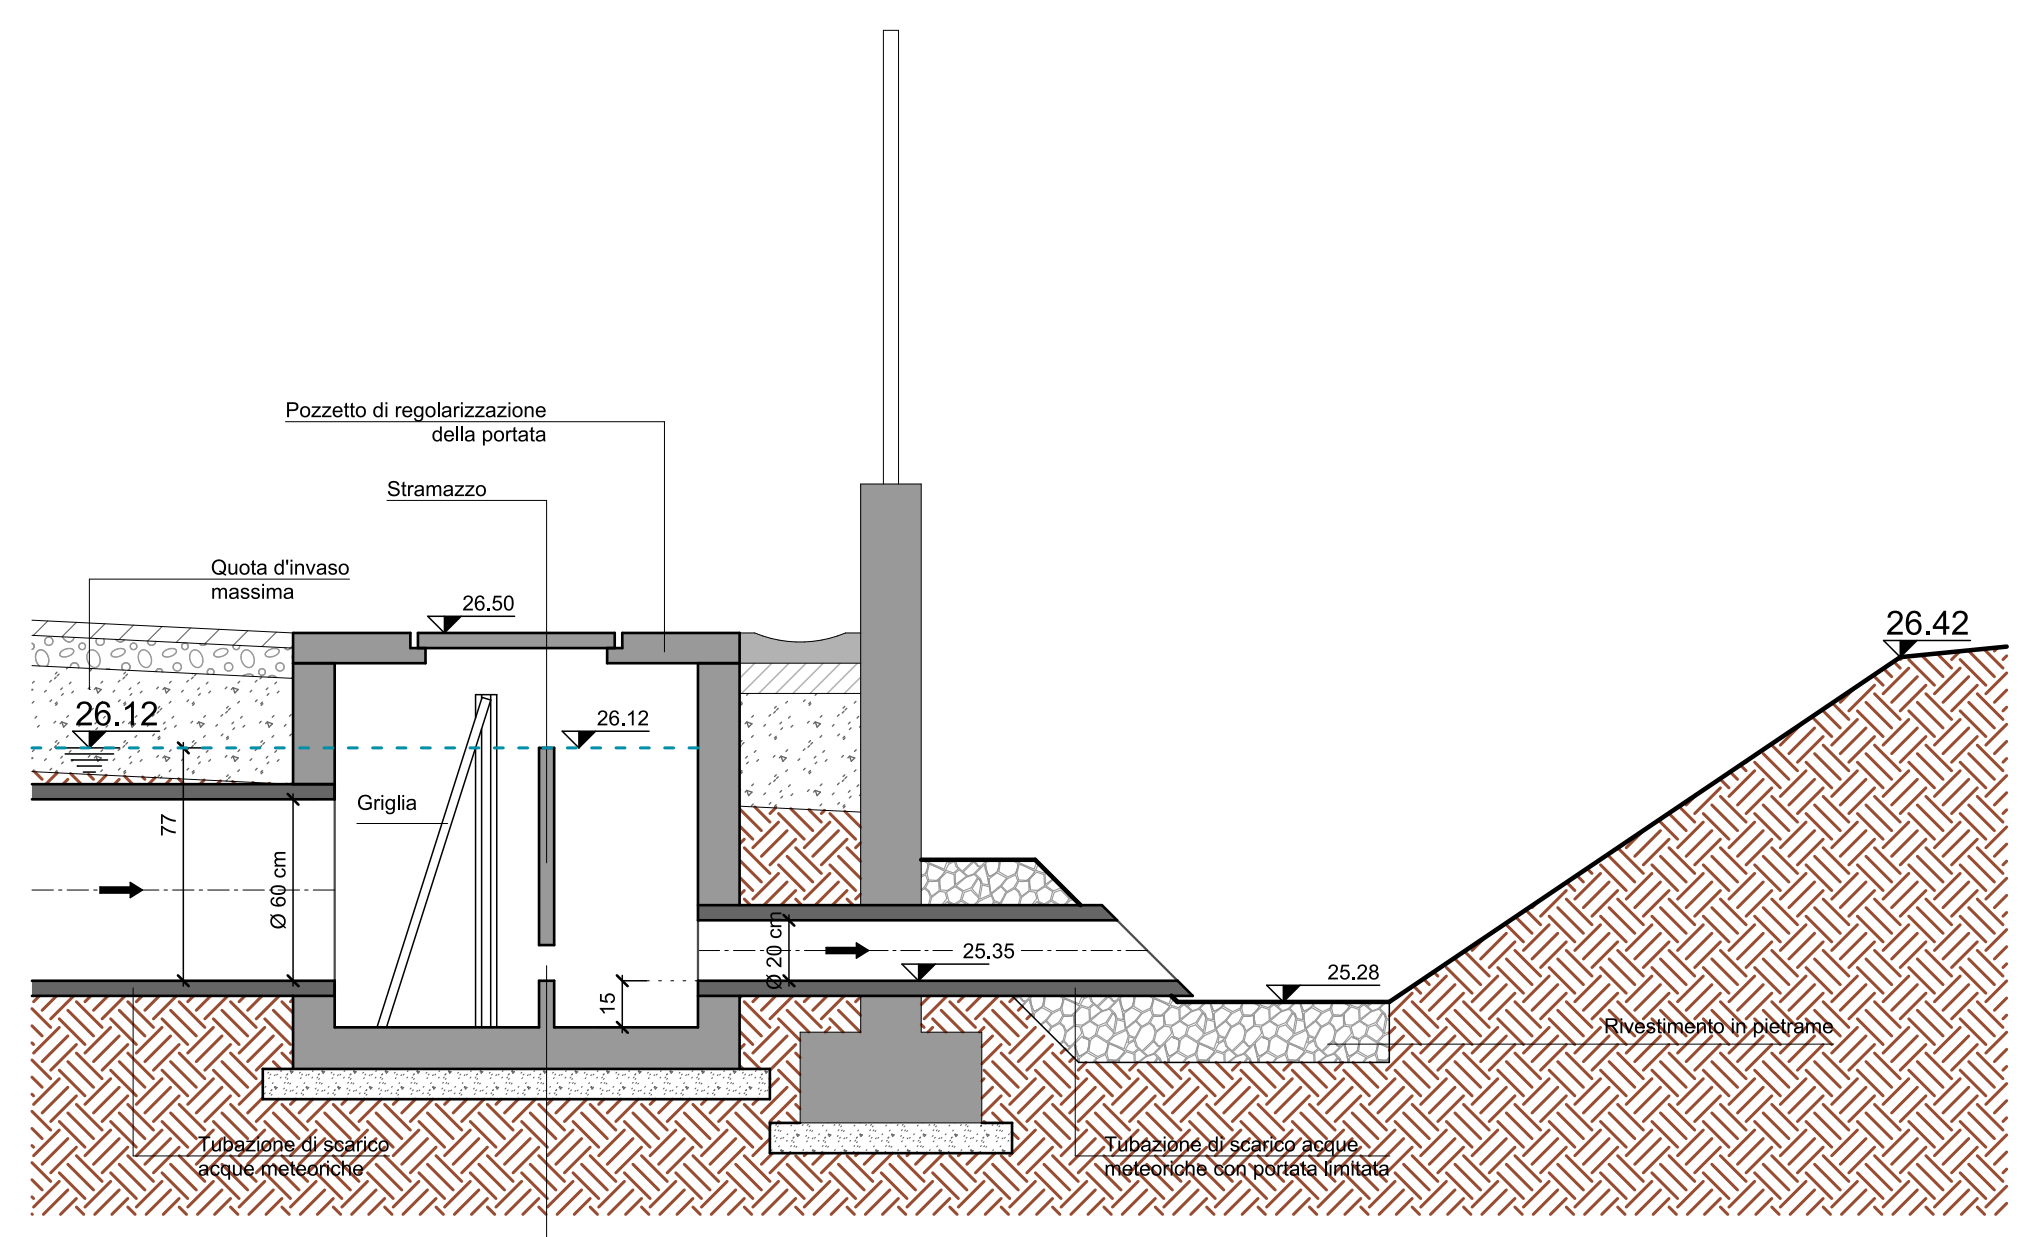 Pozzetto di regolarizzazione
della portata
Stramazzo
Quota d'invaso
massima
26.50
26.42
26.12
26.12
Griglia
77
Ø 60 cm
Ø 20 cm
25.35
25.28
15
Rivestimento in pietrame
Tubazione di scarico
acque meteoriche
Tubazione di scarico acque
meteoriche con portata limitata